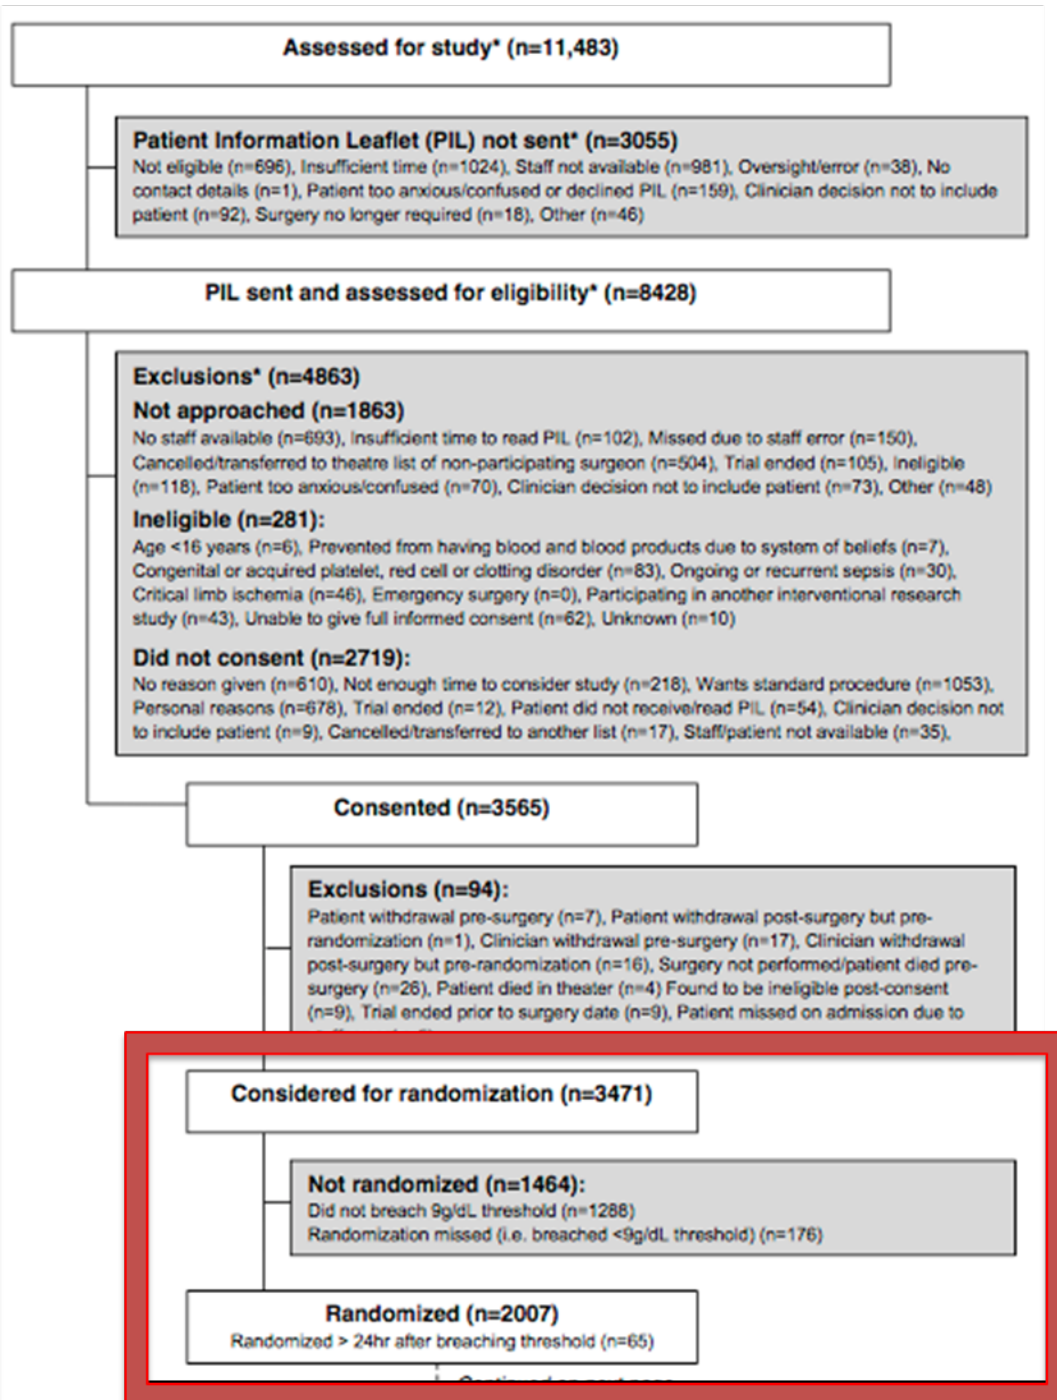 Assessed for study* (n=11,483)
Patient Information Leaflet (PIL) not sent* (n=3055)
Not eligible (n=696), Insufficient time (n=1024), Staff not available (n=981), Oversight/error (n=38), No
contact details (n=1), Patient too anxious/confused or declined PIL (n=159), Clinician decision not to include
patient (n=92), Surgery no longer required (n=18), Other (n=46)
PIL sent and assessed for eligibility* (n=8428)
Exclusions* (n=4863)
Not approached (n=1863)
No staff available (n=693), Insufficient time to read PIL (n=102), Missed due to staff error (n=150),
Cancelled/transferred to theatre list of non-participating surgeon (n=504), Trial ended (n=105), Ineligible
(n=118), Patient too anxious/confused (n=70), Clinician decision not to include patient (n=73), Other (n=48)
Ineligible (n=281):
Age <16 years (n=6), Prevented from having blood and blood products due to system of beliefs (n=7),
Congenital or acquired platelet, red cell or clotting disorder (n=83), Ongoing or recurrent sepsis (n=30),
Critical limb ischemia (n=46), Emergency surgery (n=0), Participating in another interventional research
study (n=43), Unable to give full informed consent (n=62), Unknown (n=10)
Did not consent (n=2719):
No reason given (n=610), Not enough time to consider study (n=218), Wants standard procedure (n=1053),
Personal reasons (n=678), Trial ended (n=12), Patient did not receive/read PIL (n=54), Clinician decision not
to include patient (n=9), Cancelled/transferred to another list (n=17), Staff/patient not available (n=35),
Consented (n=3565)
Exclusions (n=94):
Patient withdrawal pre-surgery (n=7), Patient withdrawal post-surgery but pre-
randomization (n=1), Clinician withdrawal pre-surgery (n=17), Clinician withdrawal
post-surgery but pre-randomization (n=16), Surgery not performed/patient died pre-
surgery (n=26), Patient died in theater (n=4) Found to be ineligible post-consent
(n=9), Trial ended prior to surgery date (n=9), Patient missed on admission due to
Considered for randomization (n=3471)
Not randomized (n=1464):
Did not breach 9g/dL threshold (n=1288)
Randomization missed (i.e. breached <9g/dL threshold) (n=176)
Randomized (n=2007)
Randomized > 24hr after breaching threshold (n=65)